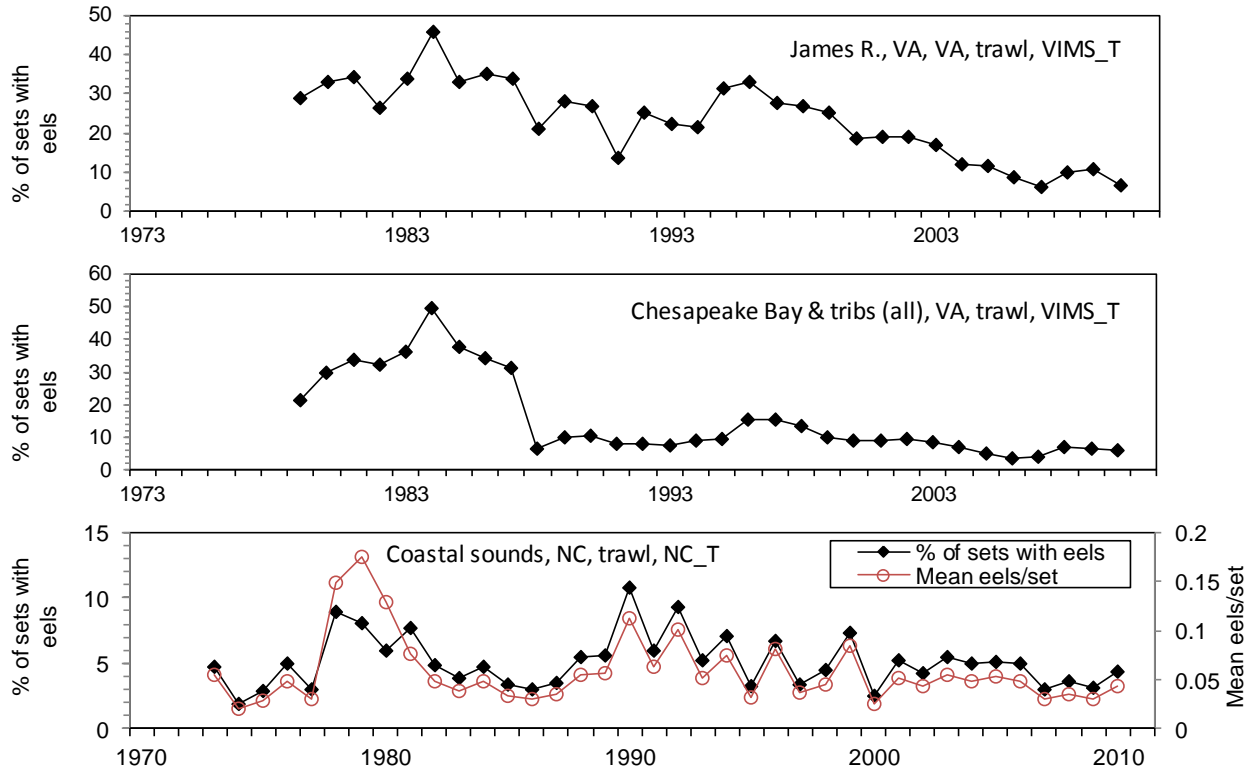 50
40
30
20
10
0
% of sets with
eels
James R., VA, VA, trawl, VIMS_T
1973
1983
1993
2003
60
50
40
30
20
10
0
% of sets with
eels
Chesapeake Bay & tribs (all), VA, trawl, VIMS_T
1973
1983
1993
2003
15
10
5
0
% of sets with
eels
Coastal sounds, NC, trawl, NC_T
% of sets with eels
Mean eels/set
0.2
0.15
0.1
0.05
0
Mean eels/set
1970
1980
1990
2000
2010